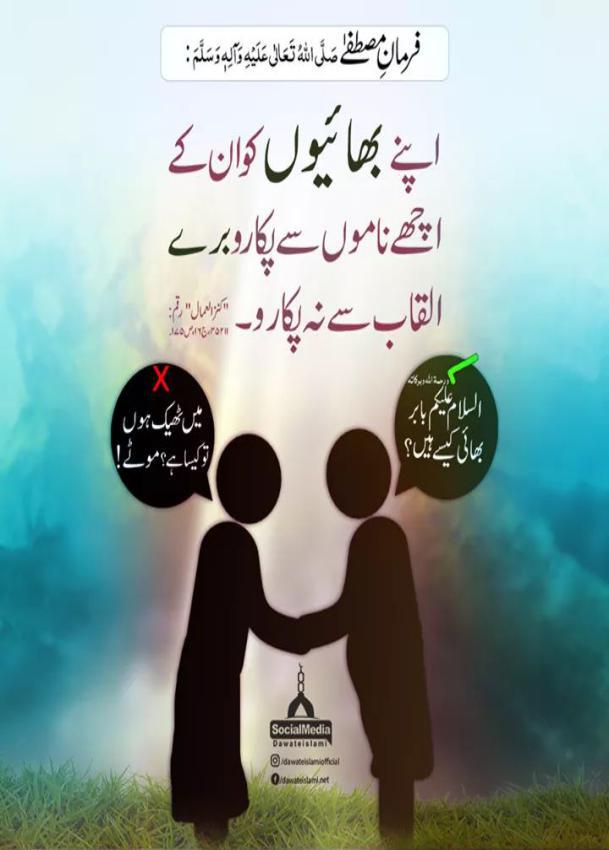 فرمانِ مصطفےٰ صَلَّی اللہُ تَعَالٰی عَلَیْہِ وَآلِہٖ وَسَلَّمَ:
اپنے بھائیوں کو ان کے
اچھے ناموں سے پکارو برے
القاب سے نہ پکارو۔
"کنز العمال" رقم:
ورحمۃ اللہ وبرکاتہ
السلام علیکم بابر
بھائی کیسے ہیں؟
X
میں ٹھیک ہوں
تو کیسا ہے؟ موٹے!
SocialMedia
Dawateislami
/dawateislamiofficial
/dawateislami.net